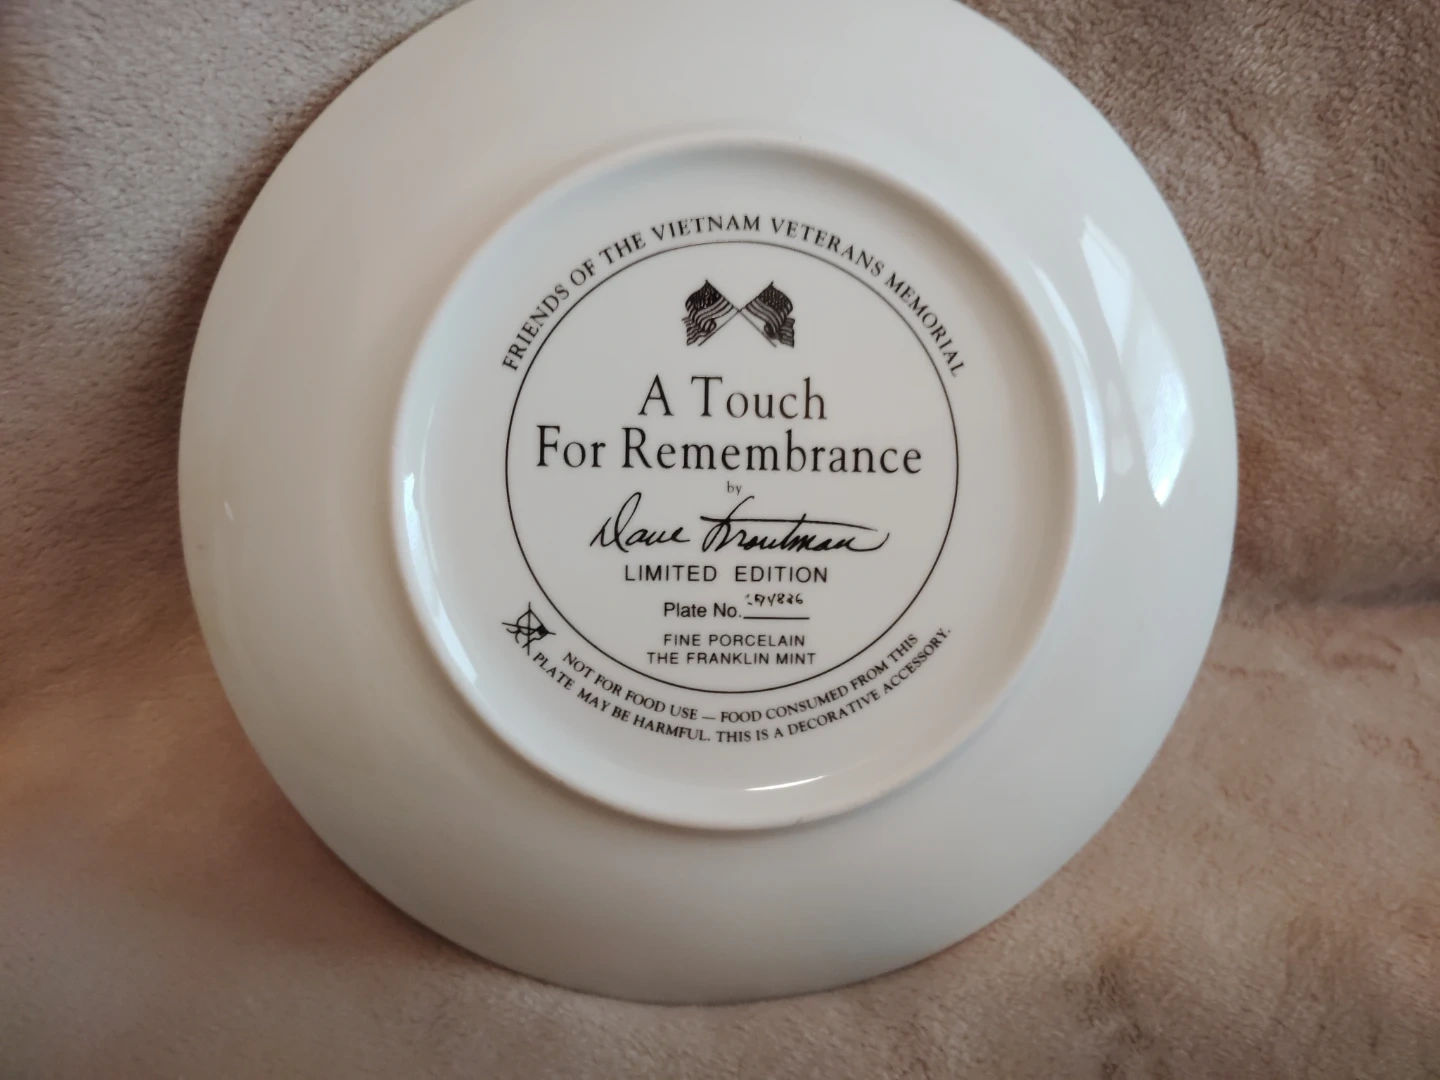 FRIENDS OF THE VIETNAM VETERANS MEMORIAL
A Touch
For Remembrance
by
Dave Troutman
LIMITED EDITION
Plate No.
FINE PORCELAIN
THE FRANKLIN MINT
NOT FOR FOOD USE — FOOD CONSUMED FROM THIS
PLATE MAY BE HARMFUL. THIS IS A DECORATIVE ACCESSORY.